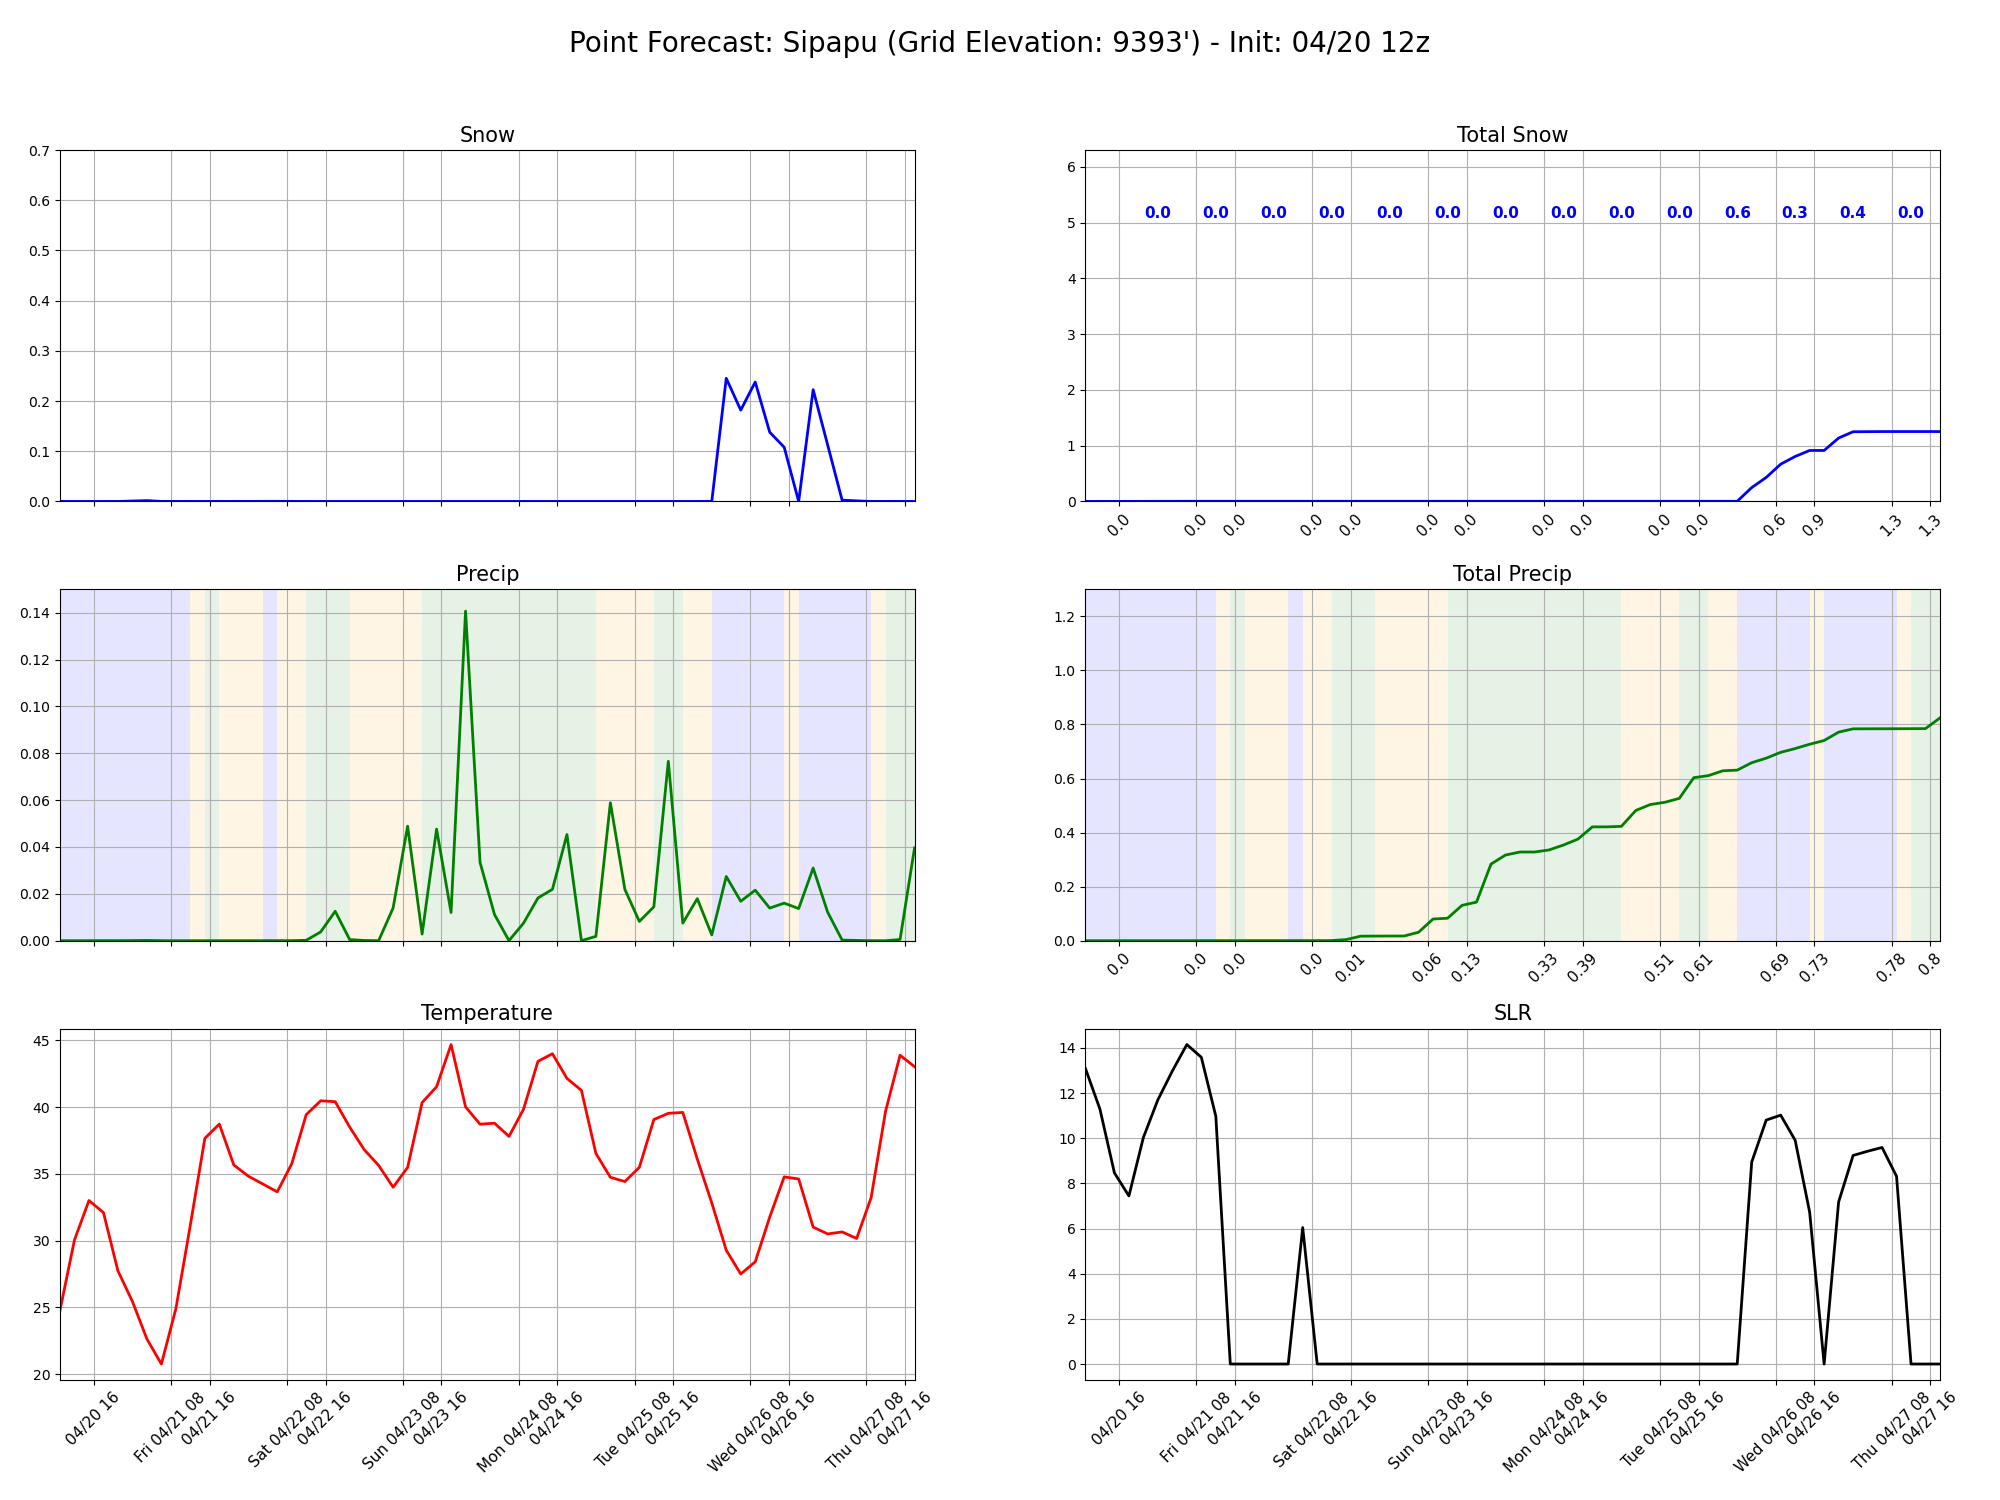 Point Forecast: Sipapu (Grid Elevation: 9393') - Init: 04/20 12z
Snow
0.7
0.6
0.5
0.4
0.3
0.2
0.1
0.0
Total Snow
6
5
4
3
2
1
0
0.0 0.0 0.0 0.0 0.0 0.0 0.0 0.0 0.0 0.0 0.6 0.3 0.4 0.0
0.0 0.0 0.0 0.0 0.0 0.0 0.0 0.0 0.0 0.0 0.0 0.6 0.9 1.3 1.3
Precip
0.14
0.12
0.10
0.08
0.06
0.04
0.02
0.00
Total Precip
1.2
1.0
0.8
0.6
0.4
0.2
0.0
0.0 0.0 0.0 0.0 0.01 0.06 0.13 0.33 0.39 0.51 0.61 0.69 0.73 0.78 0.8
Temperature
45
40
35
30
25
20
04/20 16
Fri 04/21 08
04/21 16
Sat 04/22 08
04/22 16
Sun 04/23 08
04/23 16
Mon 04/24 08
04/24 16
Tue 04/25 08
04/25 16
Wed 04/26 08
04/26 16
Thu 04/27 08
04/27 16
SLR
14
12
10
8
6
4
2
0
04/20 16
Fri 04/21 08
04/21 16
Sat 04/22 08
04/22 16
Sun 04/23 08
04/23 16
Mon 04/24 08
04/24 16
Tue 04/25 08
04/25 16
Wed 04/26 08
04/26 16
Thu 04/27 08
04/27 16